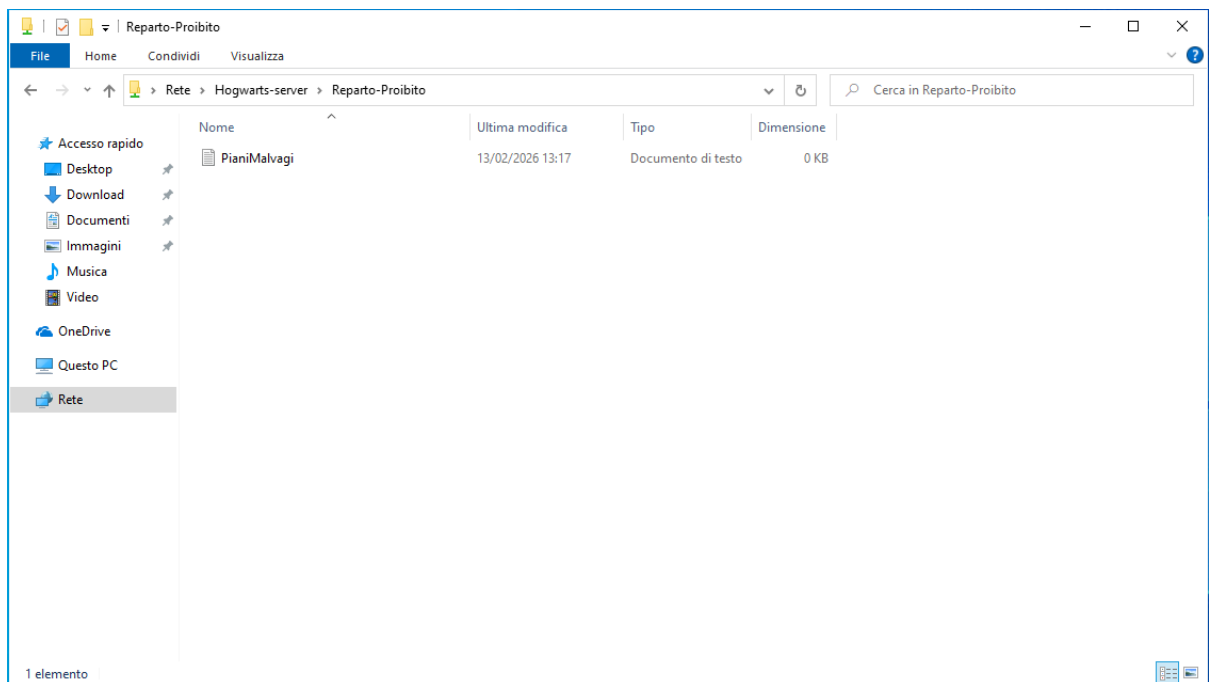 Reparto-Proibito
File Home Condividi Visualizza
Rete > Hogwarts-server > Reparto-Proibito
Cerca in Reparto-Proibito
Nome Ultima modifica Tipo Dimensione
PianiMalvagi 13/02/2026 13:17 Documento di testo 0 KB
Accesso rapido
Desktop
Download
Documenti
Immagini
Musica
Video
OneDrive
Questo PC
Rete
1 elemento